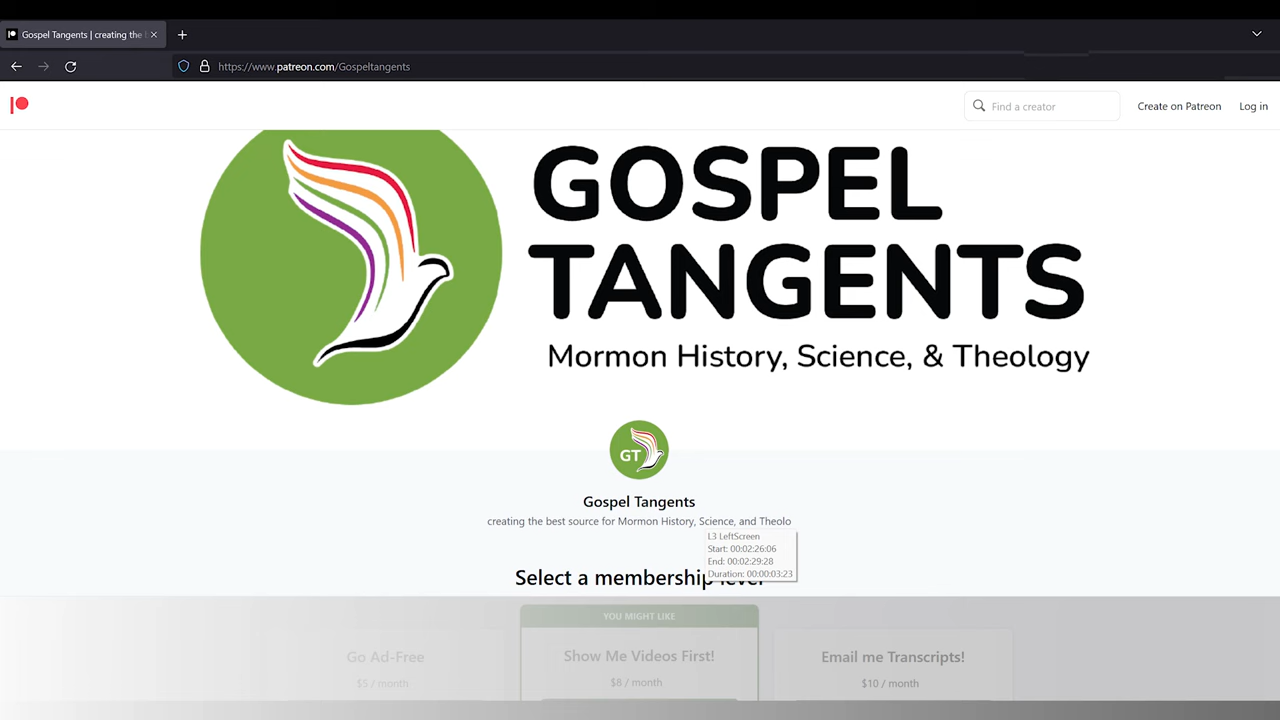 Gospel Tangents | creating the
https://www.patreon.com/Gospeltangents
Find a creator
Create on Patreon
Log in
GOSPEL
TANGENTS
Mormon History, Science, & Theology
GT
Gospel Tangents
creating the best source for Mormon History, Science, and Theolo
L3 LeftScreen
Start: 00:02:26:06
End: 00:02:29:28
Duration: 00:00:03:23
Select a membership level
YOU MIGHT LIKE
Go Ad-Free
$5 / month
Show Me Videos First!
$8 / month
Email me Transcripts!
$10 / month